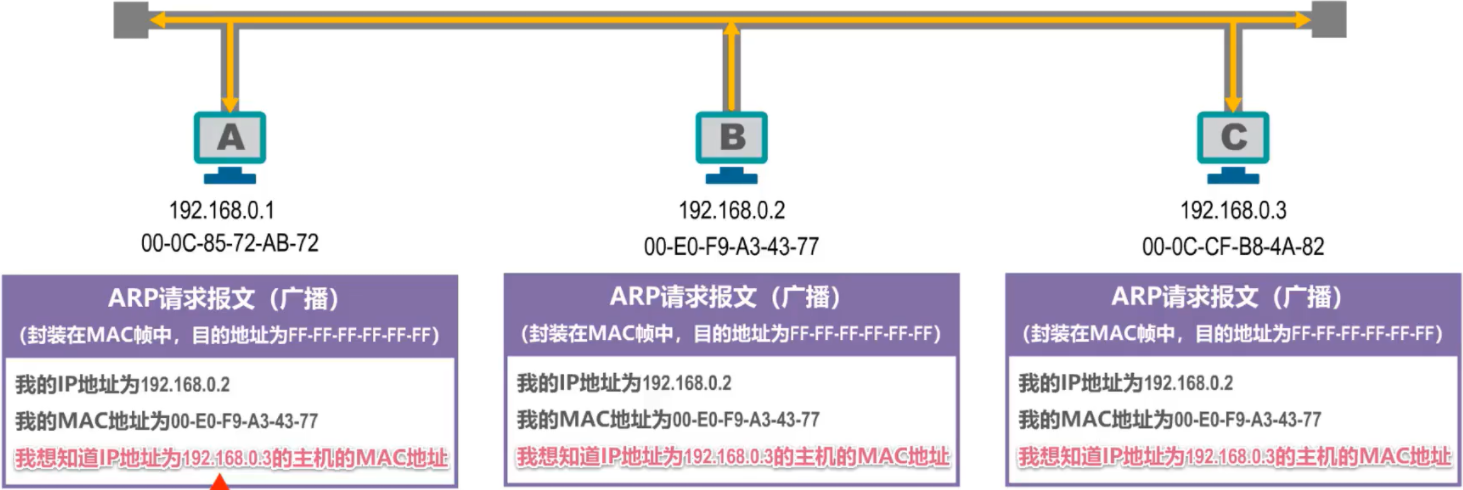 A
B
C
192.168.0.1
00-0C-85-72-AB-72
192.168.0.2
00-E0-F9-A3-43-77
192.168.0.3
00-0C-CF-B8-4A-82
ARP请求报文（广播）
（封装在MAC帧中，目的地址为FF-FF-FF-FF-FF-FF）
我的IP地址为192.168.0.2
我的MAC地址为00-E0-F9-A3-43-77
我想知道IP地址为192.168.0.3的主机的MAC地址
ARP请求报文（广播）
（封装在MAC帧中，目的地址为FF-FF-FF-FF-FF-FF）
我的IP地址为192.168.0.2
我的MAC地址为00-E0-F9-A3-43-77
我想知道IP地址为192.168.0.3的主机的MAC地址
ARP请求报文（广播）
（封装在MAC帧中，目的地址为FF-FF-FF-FF-FF-FF）
我的IP地址为192.168.0.2
我的MAC地址为00-E0-F9-A3-43-77
我想知道IP地址为192.168.0.3的主机的MAC地址